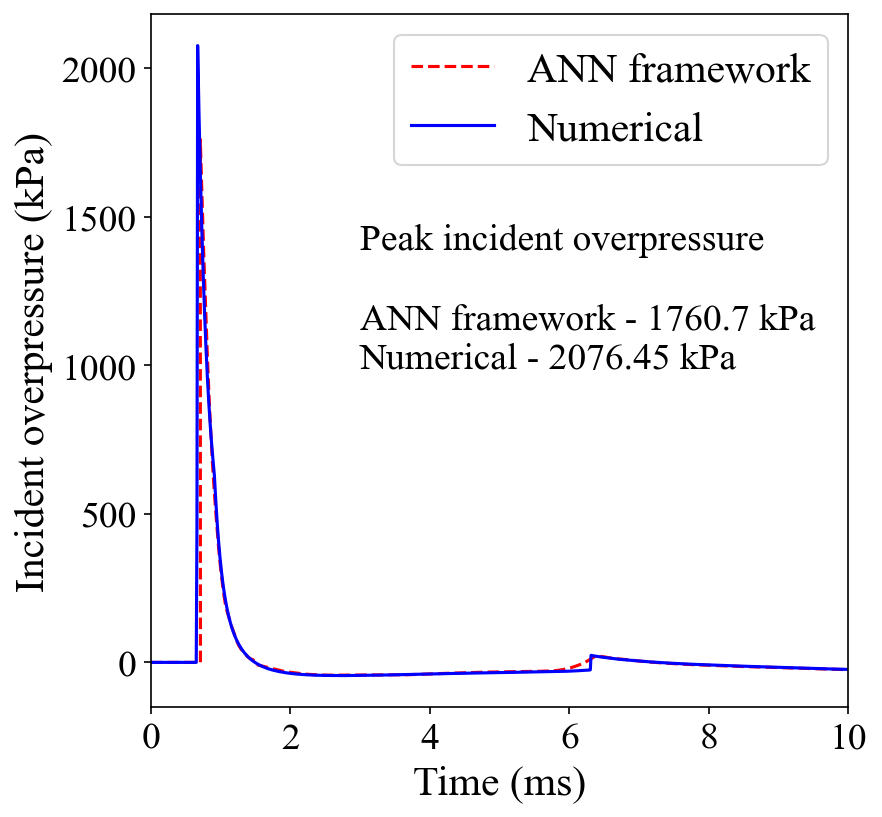 Incident overpressure (kPa)
2000
1500
1000
500
0
ANN framework
Numerical
Peak incident overpressure
ANN framework - 1760.7 kPa
Numerical - 2076.45 kPa
0 2 4 6 8 10
Time (ms)